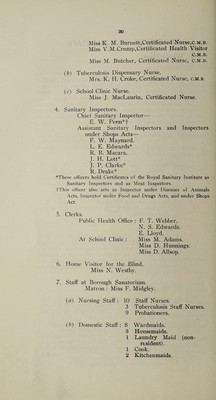 20
Miss K. M. Burnett, Certificated Nurse, C.M.B.
Miss V. M. Crump, Certificated Health Visitor
C.M.B.
Miss M. Butcher, Certificated Nurse, C.M.B.
(b) Tuberculosis Dispensary Nurse.
Mrs. K. H. Croke, Certificated Nurse, C.M.B.
(c) School Clinic Nurse.
Miss J. MacLaurin, Certificated Nurse.
4. Sanitary Inspectors.
Chief Sanitary Inspector—
E. W. Fenn*†
Assistant Sanitary Inspectors and Inspectors
under Shops Acts—
F. W. Maynard.
L. E. Edwards*
R. B. Macara.
J. H. Lott*
J. H. Clarke*
R. Drake*
*These officers hold Certificates of the Royal Sanitary Institute as
Sanitary Inspectors and as Meat Inspectors.
†This officer also acts as Inspector under Diseases of Animals
Acts, Inspector under Food and Drugs Acts, and under Shops
Act.
5. Clerks.
Public Health Office: F. T. Webber.
N. S. Edwards.
E. Lloyd.
At School Clinic: Miss M. Adams.
Miss D. Hunnings.
Miss D. Allsop.
6. Home Visitor for the Blind.
Miss N. Westby.
7. Staff at Borough Sanatorium.
Matron: Miss F. Midgley.
(a) Nursing Staff: 10 Staff Nurses.
3 Tuberculosis Staff Nurses.
9 Probationers.
(b) Domestic Staff: 8 Wardmaids.
3 Housemaids.
1 Laundry Maid (non-
resident).
1 Cook.
2 Kitchenmaids.